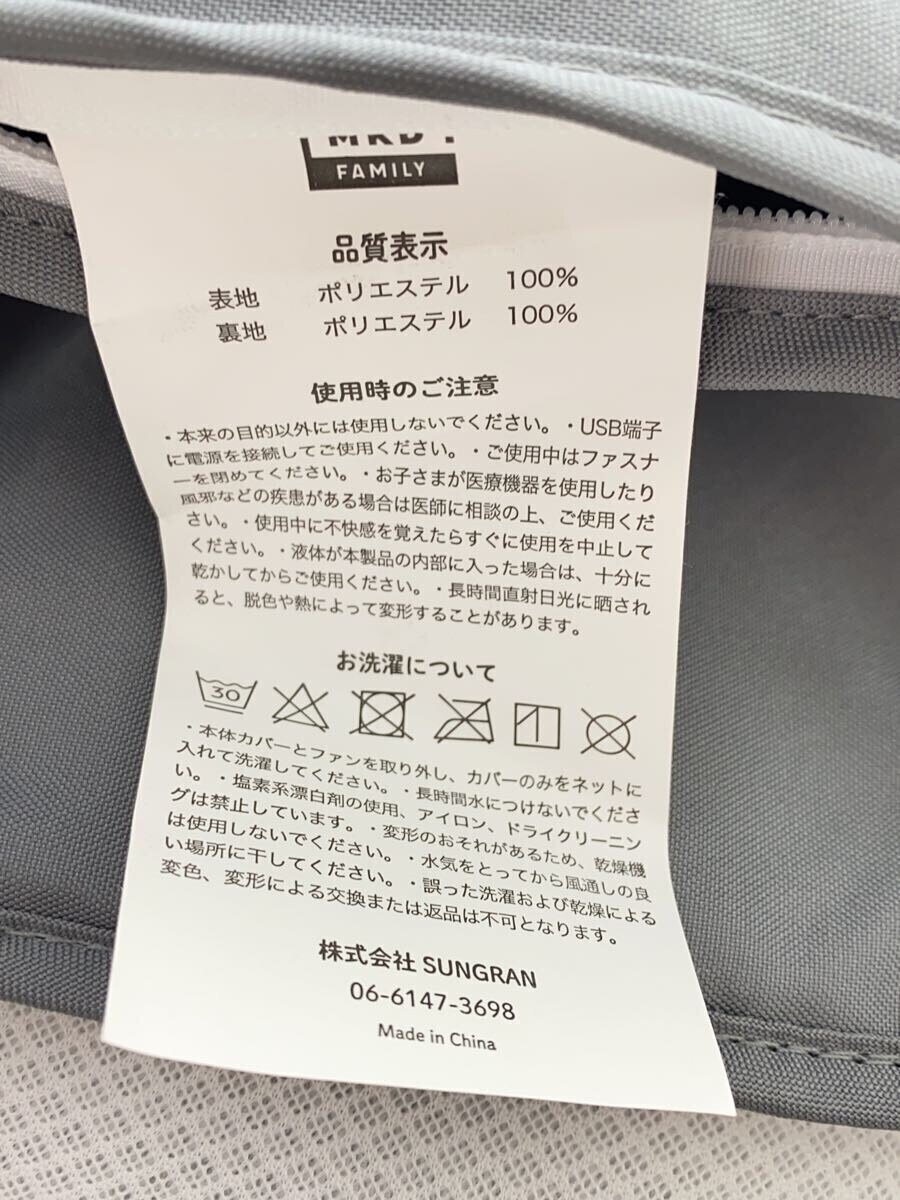 FAMILY
品質表示
表地 ポリエステル 100%
裏地 ポリエステル 100%
使用時のご注意
・本来の目的以外には使用しないでください。・USB端子
に電源を接続してご使用ください。・ご使用中はファスナ
ーを閉めてください。・お子さまが医療機器を使用したり
風邪などの疾患がある場合は医師に相談の上、ご使用くだ
さい。・使用中に不快感を覚えたらすぐに使用を中止して
ください。・液体が本製品の内部に入った場合は、十分に
乾かしてからご使用ください。・長時間直射日光に晒され
ると、脱色や熱によって変形することがあります。
お洗濯について
30
・本体カバーとファンを取り外し、カバーのみをネットに
入れて洗濯してください。・長時間水につけないでくださ
い。・塩素系漂白剤の使用、アイロン、ドライクリーニン
グは禁止しています。・変形のおそれがあるため、乾燥機
は使用しないでください。・水気をとってから風通しの良
い場所に干してください。・誤った洗濯および乾燥による
変色、変形による交換または返品は不可となります。
株式会社 SUNGRAN
06-6147-3698
Made in China